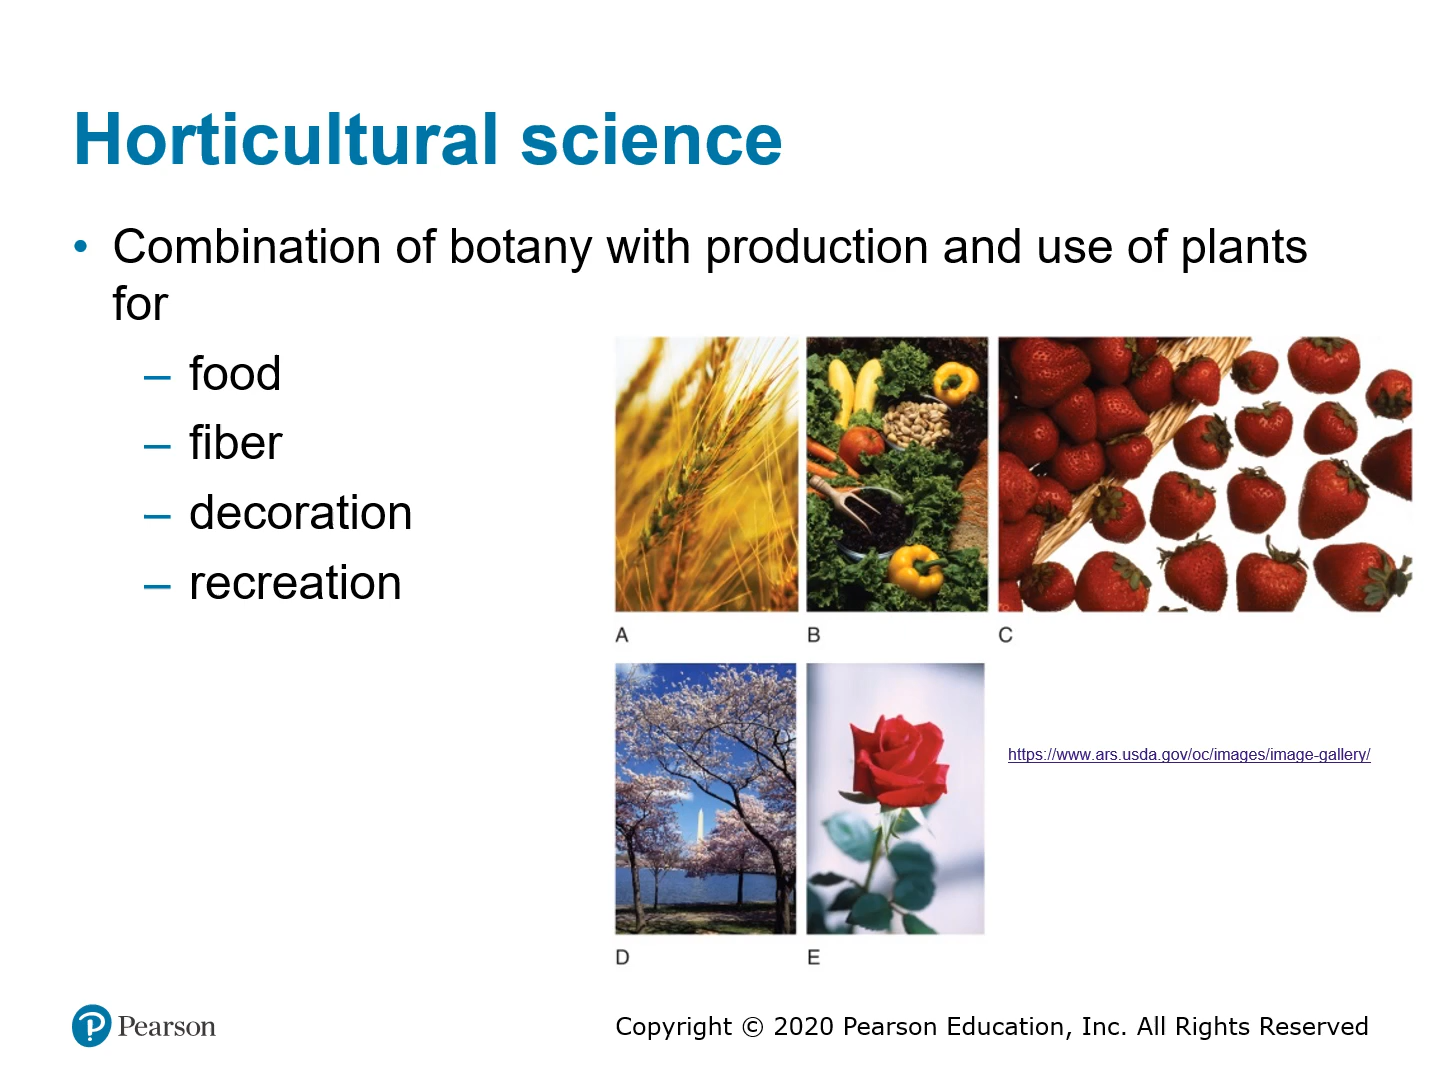 Horticultural science
• Combination of botany with production and use of plants
for
– food
– fiber
– decoration
– recreation
A
B
C
D
E
https://www.ars.usda.gov/oc/images/image-gallery/
Pearson
Copyright © 2020 Pearson Education, Inc. All Rights Reserved